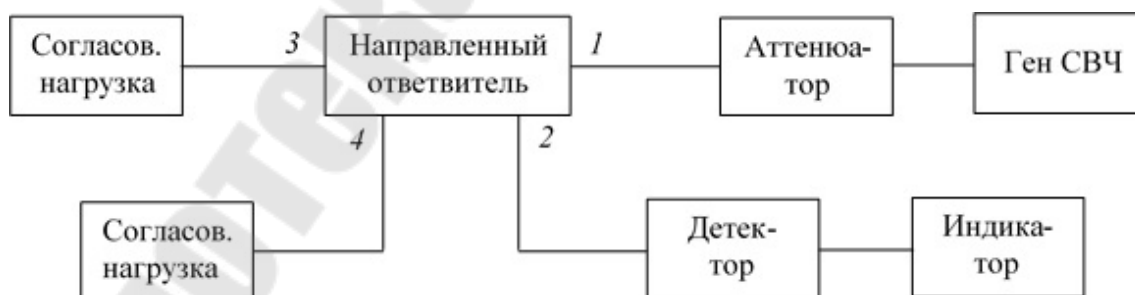 Согласов.
нагрузка
3
Направленный
ответвитель
1
Аттенюа-
тор
Ген СВЧ
4
2
Согласов.
нагрузка
Детек-
тор
Индика-
тор